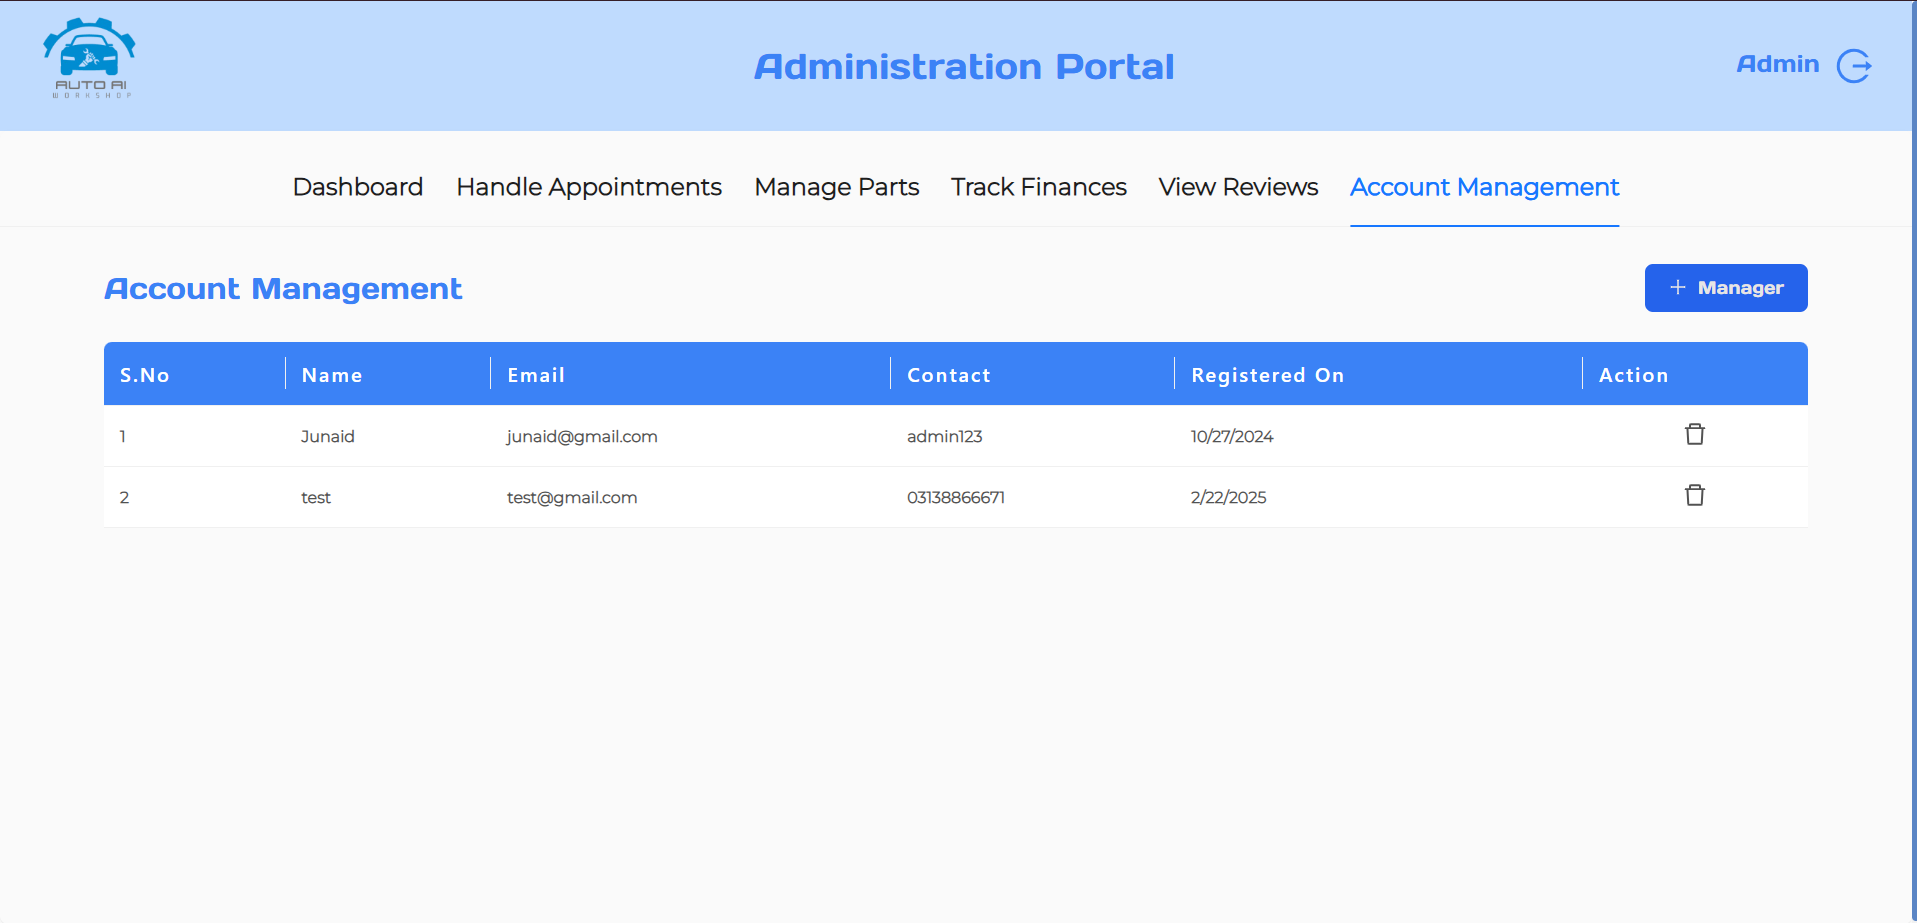 AUTO AI
WORKSHOP
Administration Portal
Admin
Dashboard Handle Appointments Manage Parts Track Finances View Reviews Account Management
Account Management
+ Manager
S.No Name Email Contact Registered On Action
1 Junaid junaid@gmail.com admin123 10/27/2024
2 test test@gmail.com 03138866671 2/22/2025